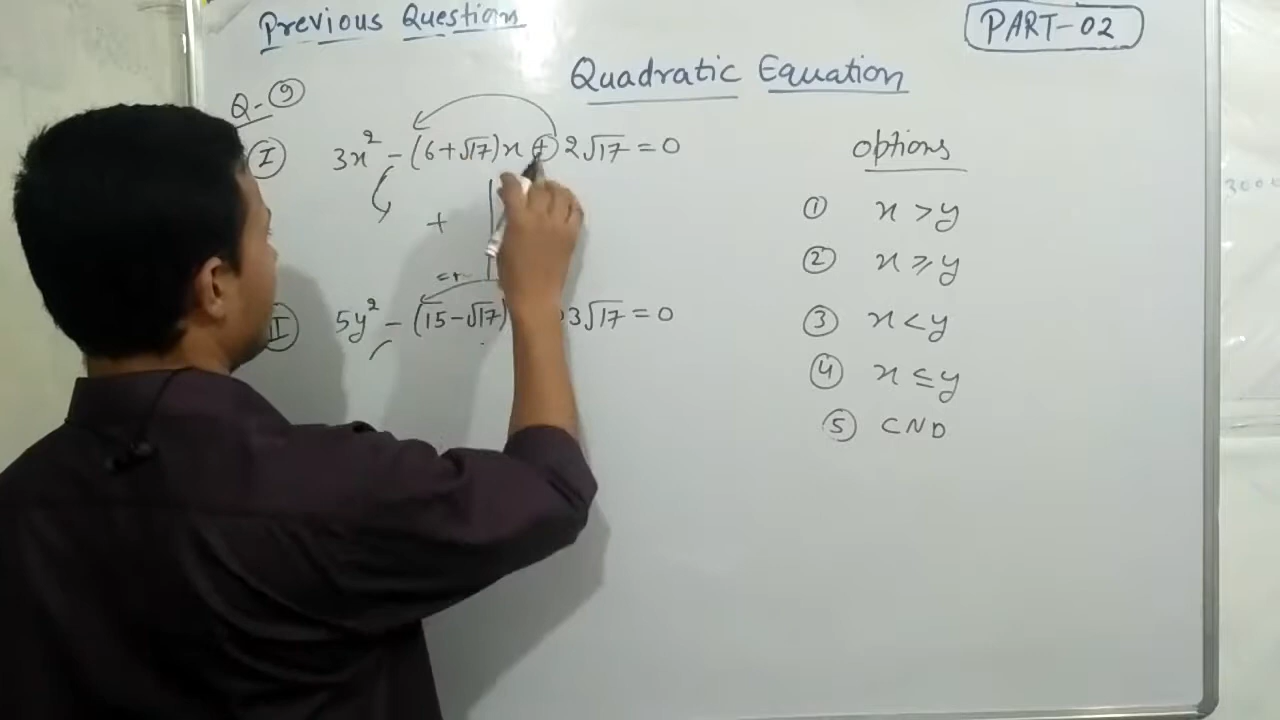 Previous Question
PART-02
Quadratic Equation
Q-⑨
Ⓘ 3x² - (6+√17)x + 2√17 = 0
+
II 5y² - (15-√17) 3√17 = 0
options
① x > y
② x ⩾ y
③ x < y
④ x ≤ y
⑤ CND
3000